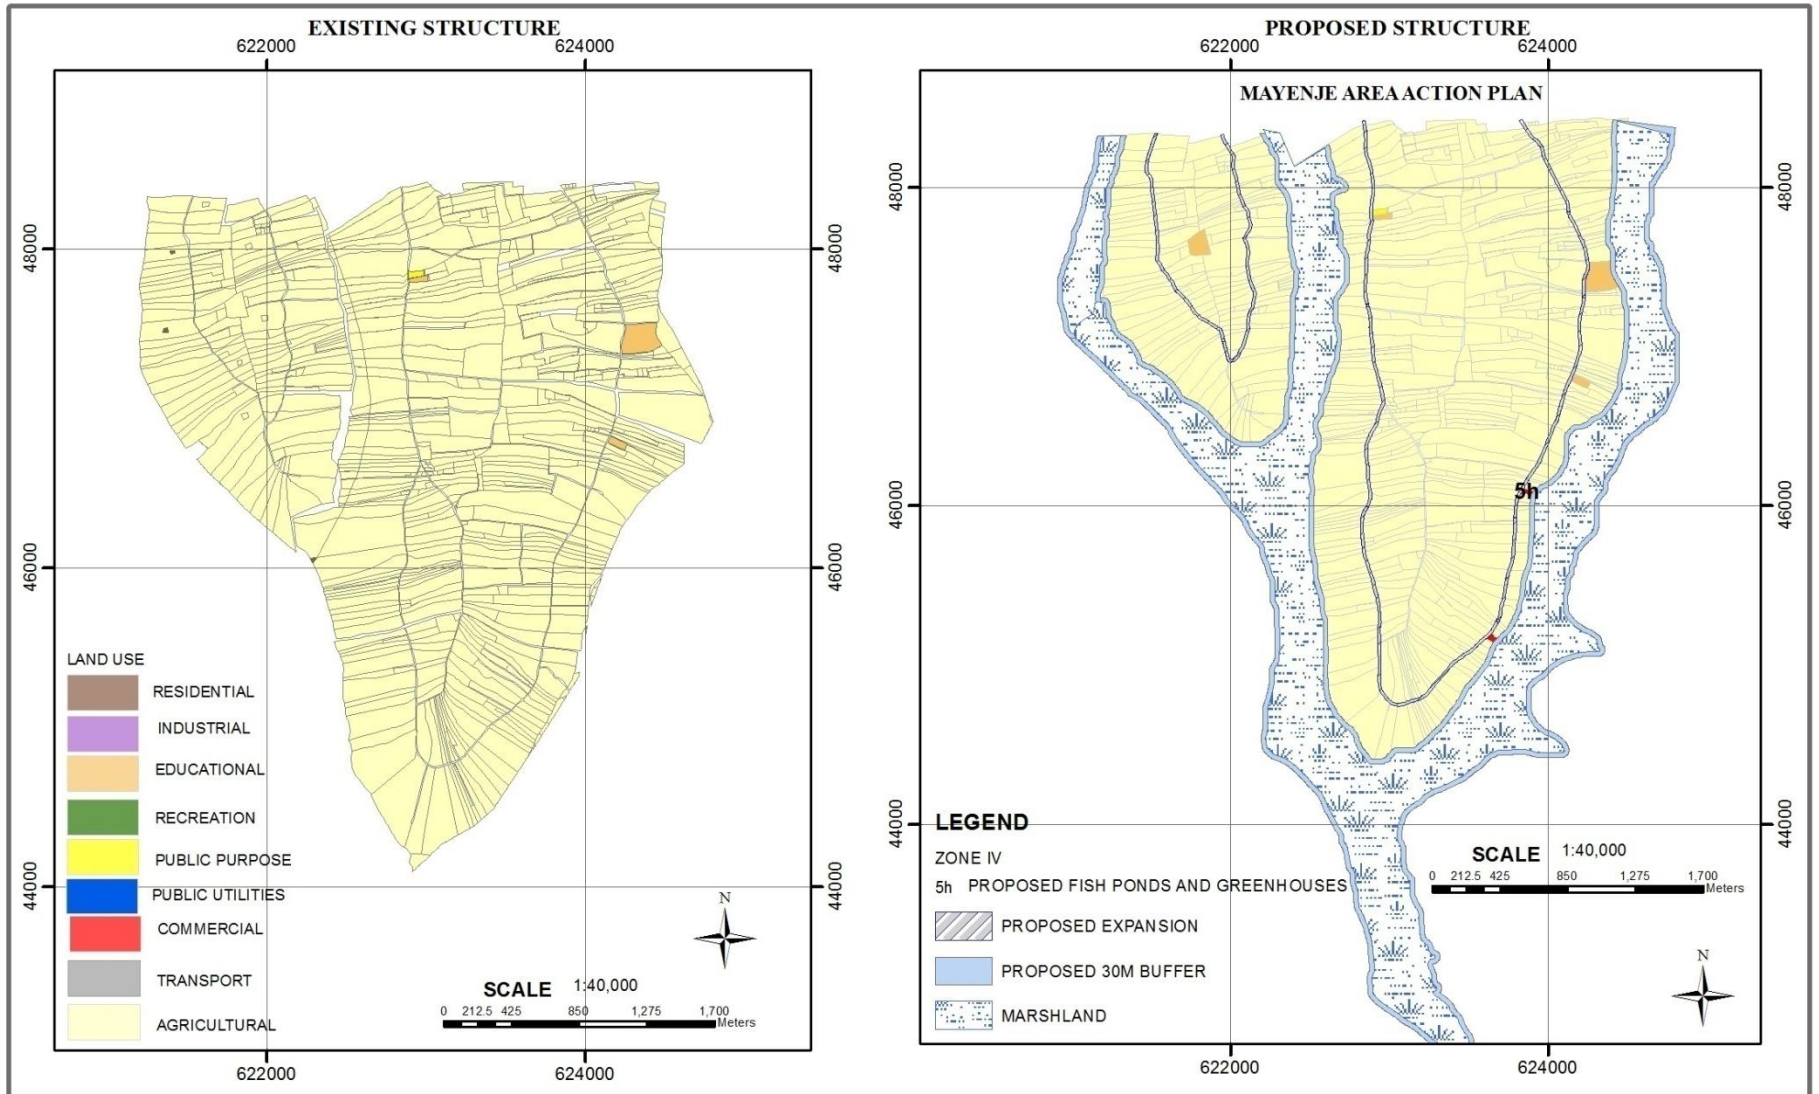 EXISTING STRUCTURE
622000 624000
48000 48000
46000 46000
44000 44000
LAND USE
RESIDENTIAL
INDUSTRIAL
EDUCATIONAL
RECREATION
PUBLIC PURPOSE
PUBLIC UTILITIES
COMMERCIAL
TRANSPORT
AGRICULTURAL
N
SCALE 1:40,000
0 212.5 425 850 1,275 1,700
Meters
622000 624000
PROPOSED STRUCTURE
622000 624000
MAYENJE AREA ACTION PLAN
48000 48000
5h
46000 46000
44000 44000
LEGEND
ZONE IV
5h PROPOSED FISH PONDS AND GREENHOUSES
PROPOSED EXPANSION
PROPOSED 30M BUFFER
MARSHLAND
SCALE 1:40,000
0 212.5 425 850 1,275 1,700
Meters
N
622000 624000